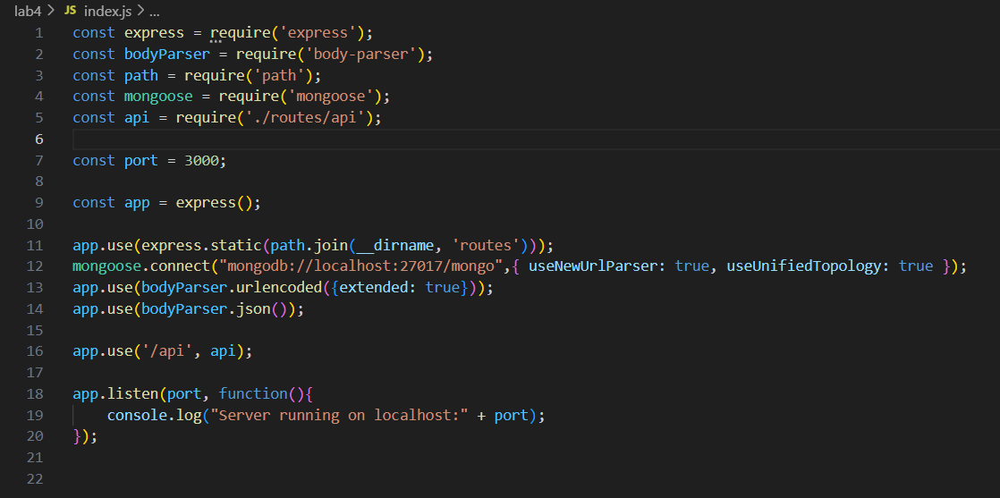 lab4 > JS index.js > ...
1 const express = require('express');
2 const bodyParser = require('body-parser');
3 const path = require('path');
4 const mongoose = require('mongoose');
5 const api = require('./routes/api');
6
7 const port = 3000;
8
9 const app = express();
10
11 app.use(express.static(path.join(__dirname, 'routes')));
12 mongoose.connect("mongodb://localhost:27017/mongo",{ useNewUrlParser: true, useUnifiedTopology: true });
13 app.use(bodyParser.urlencoded({extended: true}));
14 app.use(bodyParser.json());
15
16 app.use('/api', api);
17
18 app.listen(port, function(){
19     console.log("Server running on localhost:" + port);
20 });
21
22